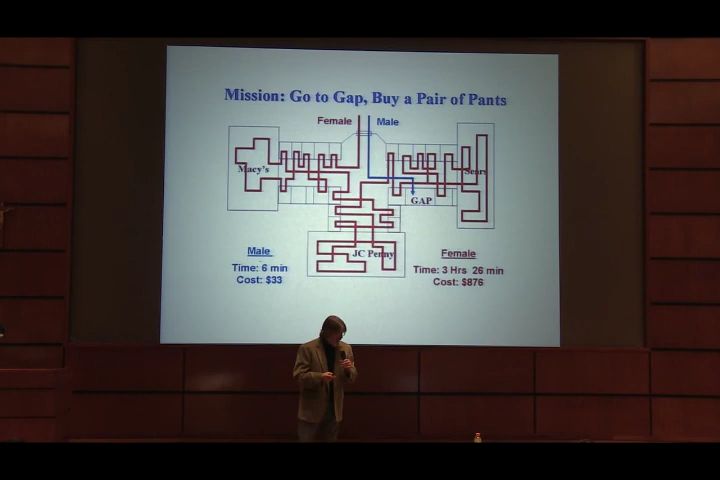 Mission: Go to Gap, Buy a Pair of Pants
Female
Male
Macy's
Sears
GAP
JC Penny
Male
Time: 6 min
Cost: $33
Female
Time: 3 Hrs 26 min
Cost: $876